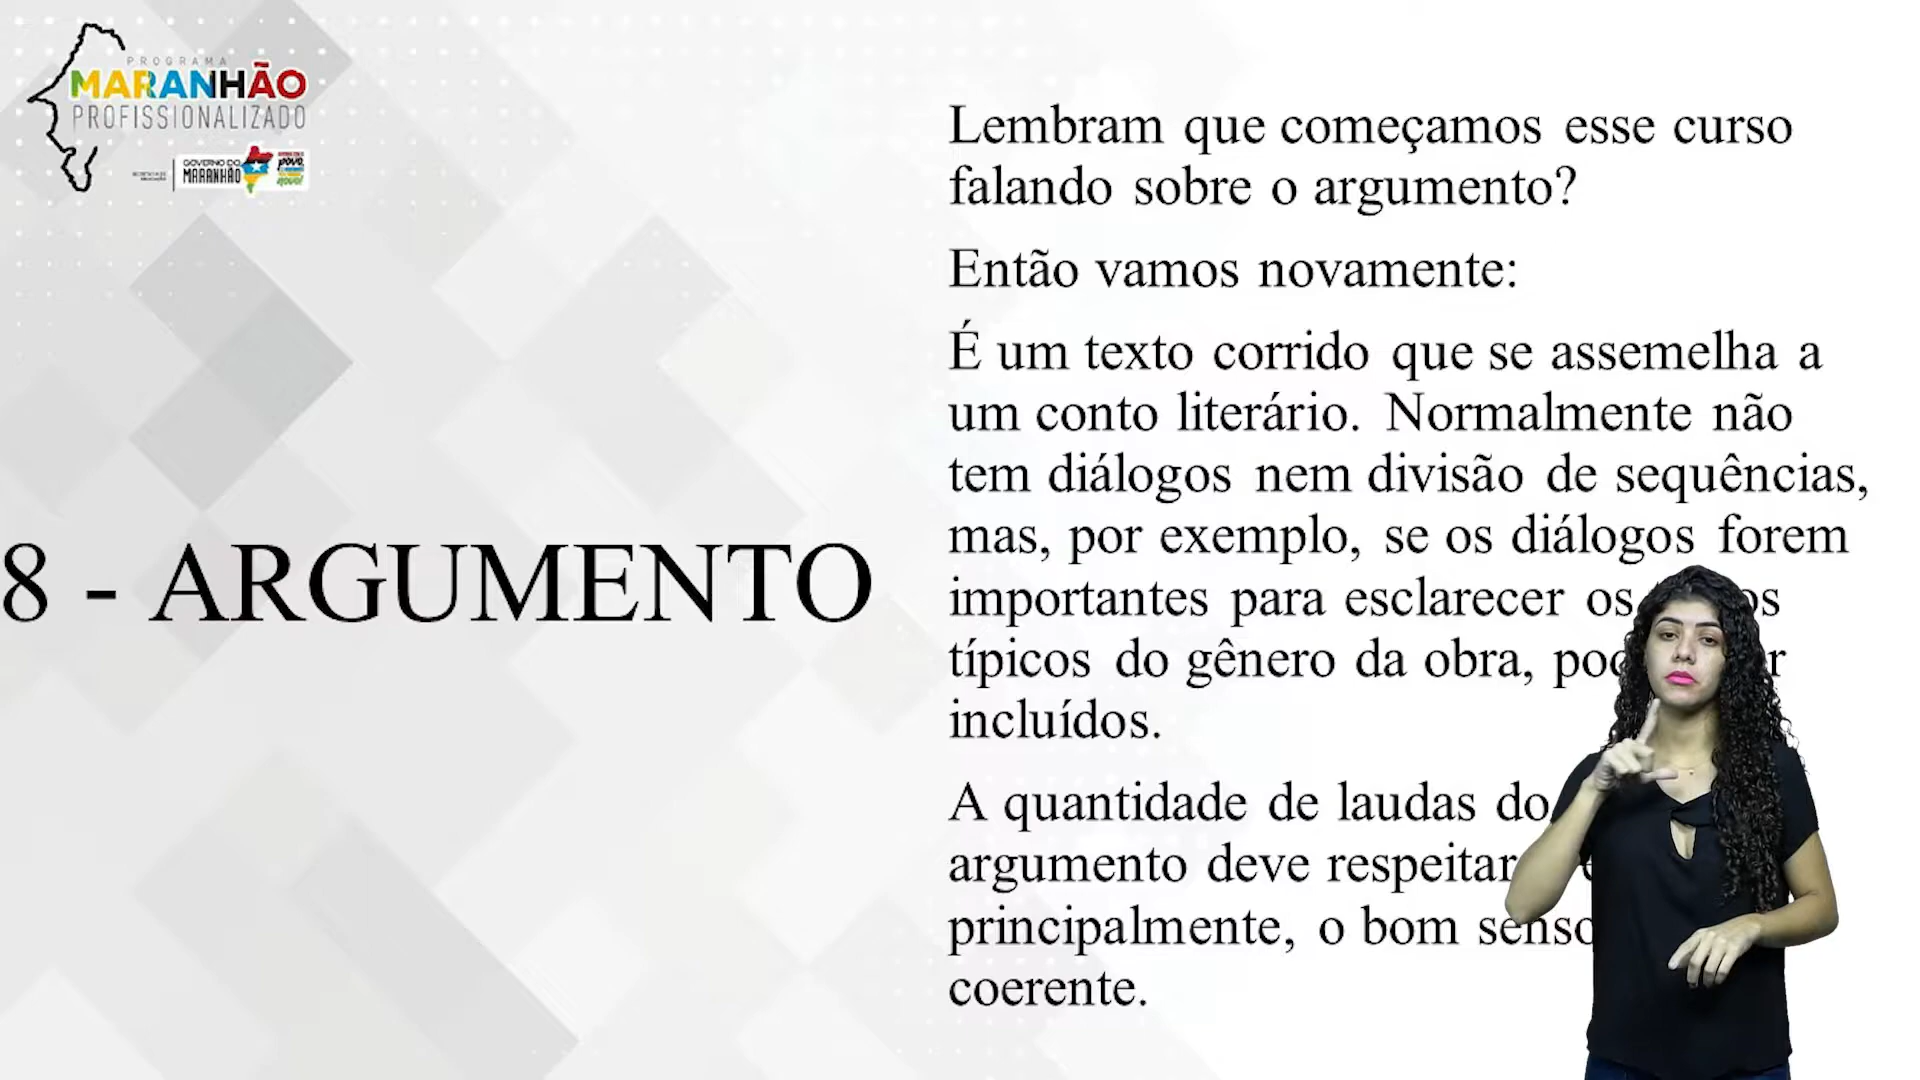 PROGRAMA
MARANHÃO
PROFISSIONALIZADO
GOVERNO DO
MARANHÃO
8 - ARGUMENTO
Lembram que começamos esse curso
falando sobre o argumento?
Então vamos novamente:
É um texto corrido que se assemelha a
um conto literário. Normalmente não
tem diálogos nem divisão de sequências,
mas, por exemplo, se os diálogos forem
importantes para esclarecer os
típicos do gênero da obra,
incluídos.
A quantidade de laudas do
argumento deve respeitar
principalmente, o bom senso
coerente.